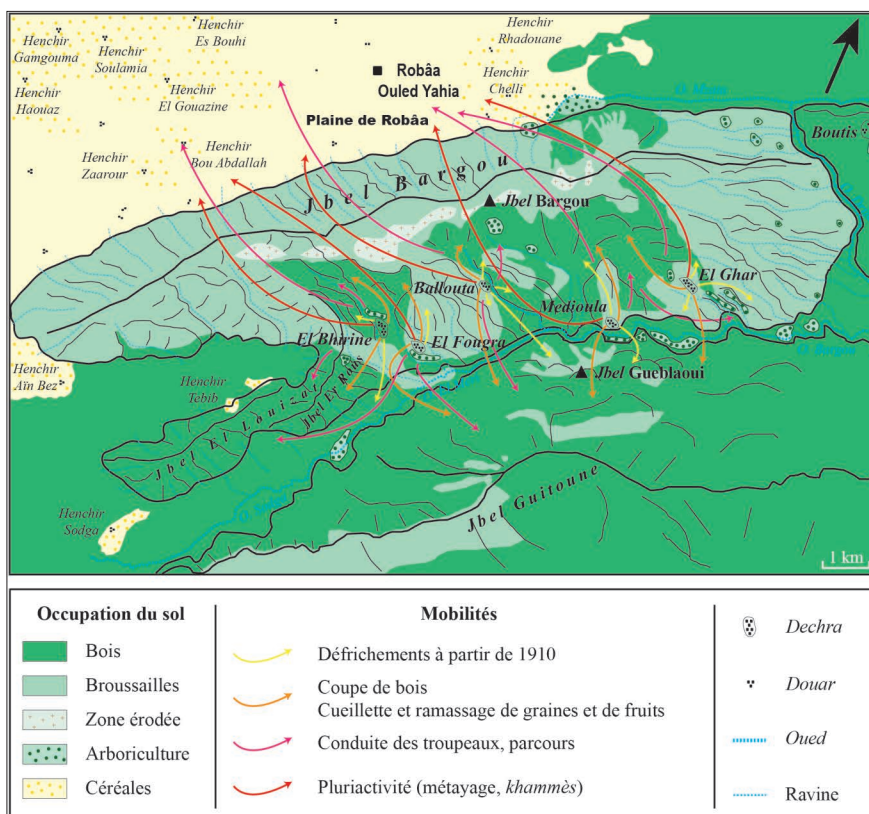 Henchir
Es Bouhi
Henchir
Gamgouma
Henchir
Soulamia
Henchir
Rhadouane
Henchir
Haouaz
Henchir
El Gouazine
Robâa
Ouled Yahia
Henchir
Chelli
Plaine de Robâa
Henchir
Bou Abdallah
Henchir
Zaarour
Boutis
Jbel Bargou
Jbel Bargou
El Ghar
Ballouta
Medioula
El Bhirine
El Fougra
O. Bargou
Jbel Gueblaoui
Henchir
Aïn Bez
Henchir
Tebib
Jbel El Louizat
Jbel Er Rouy
Henchir
Sodga
Jbel Guitoune
1 km
Occupation du sol
Bois
Broussailles
Zone érodée
Arboriculture
Céréales
Mobilités
Défrichements à partir de 1910
Coupe de bois
Cueillette et ramassage de graines et de fruits
Conduite des troupeaux, parcours
Pluriactivité (métayage, khammès)
Dechra
Douar
Oued
Ravine